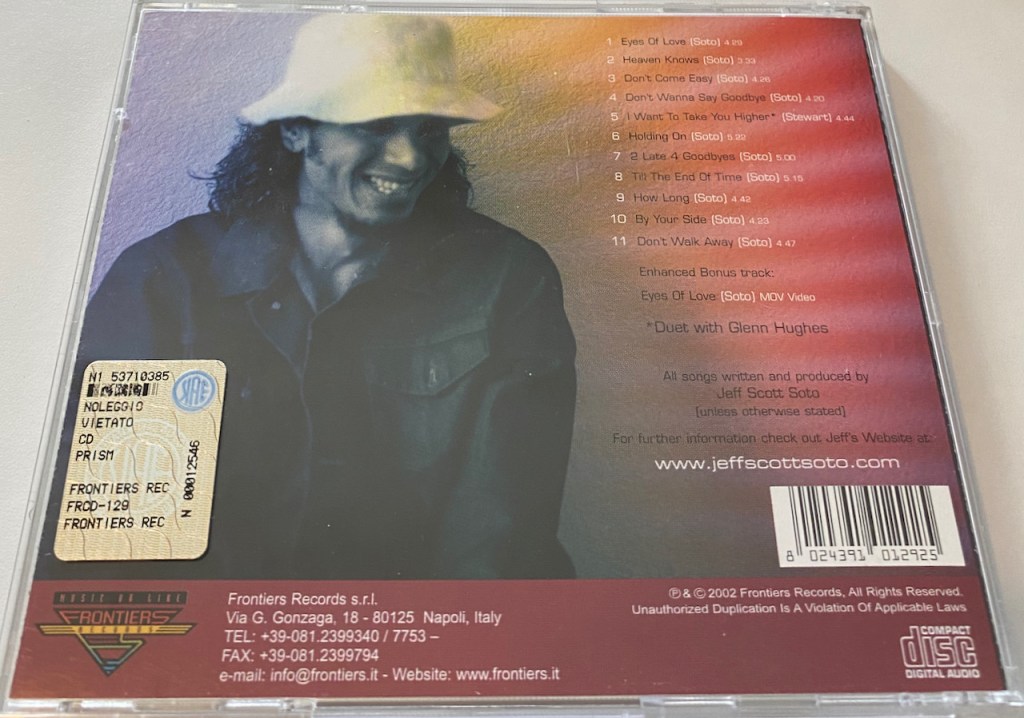 1 Eyes Of Love (Soto) 4.29
2 Heaven Knows (Soto) 3.33
3 Don't Come Easy (Soto) 4.26
4 Don't Wanna Say Goodbye (Soto) 4.20
5 I Want To Take You Higher* (Stewart) 4.44
6 Holding On (Soto) 5.22
7 2 Late 4 Goodbyes (Soto) 5.00
8 Till The End Of Time (Soto) 5.15
9 How Long (Soto) 4.42
10 By Your Side (Soto) 4.23
11 Don't Walk Away (Soto) 4.47
Enhanced Bonus track:
Eyes Of Love (Soto) MOV Video
*Duet with Glenn Hughes
All songs written and produced by
Jeff Scott Soto
(unless otherwise stated)
For further information check out Jeff's Website at:
www.jeffscottsoto.com
8 024391 012925
N1 53710385
NOLEGGIO
VIETATO
CD
PRISM
FRONTIERS REC
FRCD-129
FRONTIERS REC
N 00012546
MUSIC ON LINE
FRONTIERS
RECORDS
Frontiers Records s.r.l.
Via G. Gonzaga, 18 - 80125 Napoli, Italy
TEL: +39-081.2399340 / 7753 –
FAX: +39-081.2399794
e-mail: info@frontiers.it - Website: www.frontiers.it
℗ & © 2002 Frontiers Records, All Rights Reserved.
Unauthorized Duplication Is A Violation Of Applicable Laws
COMPACT
disc
DIGITAL AUDIO